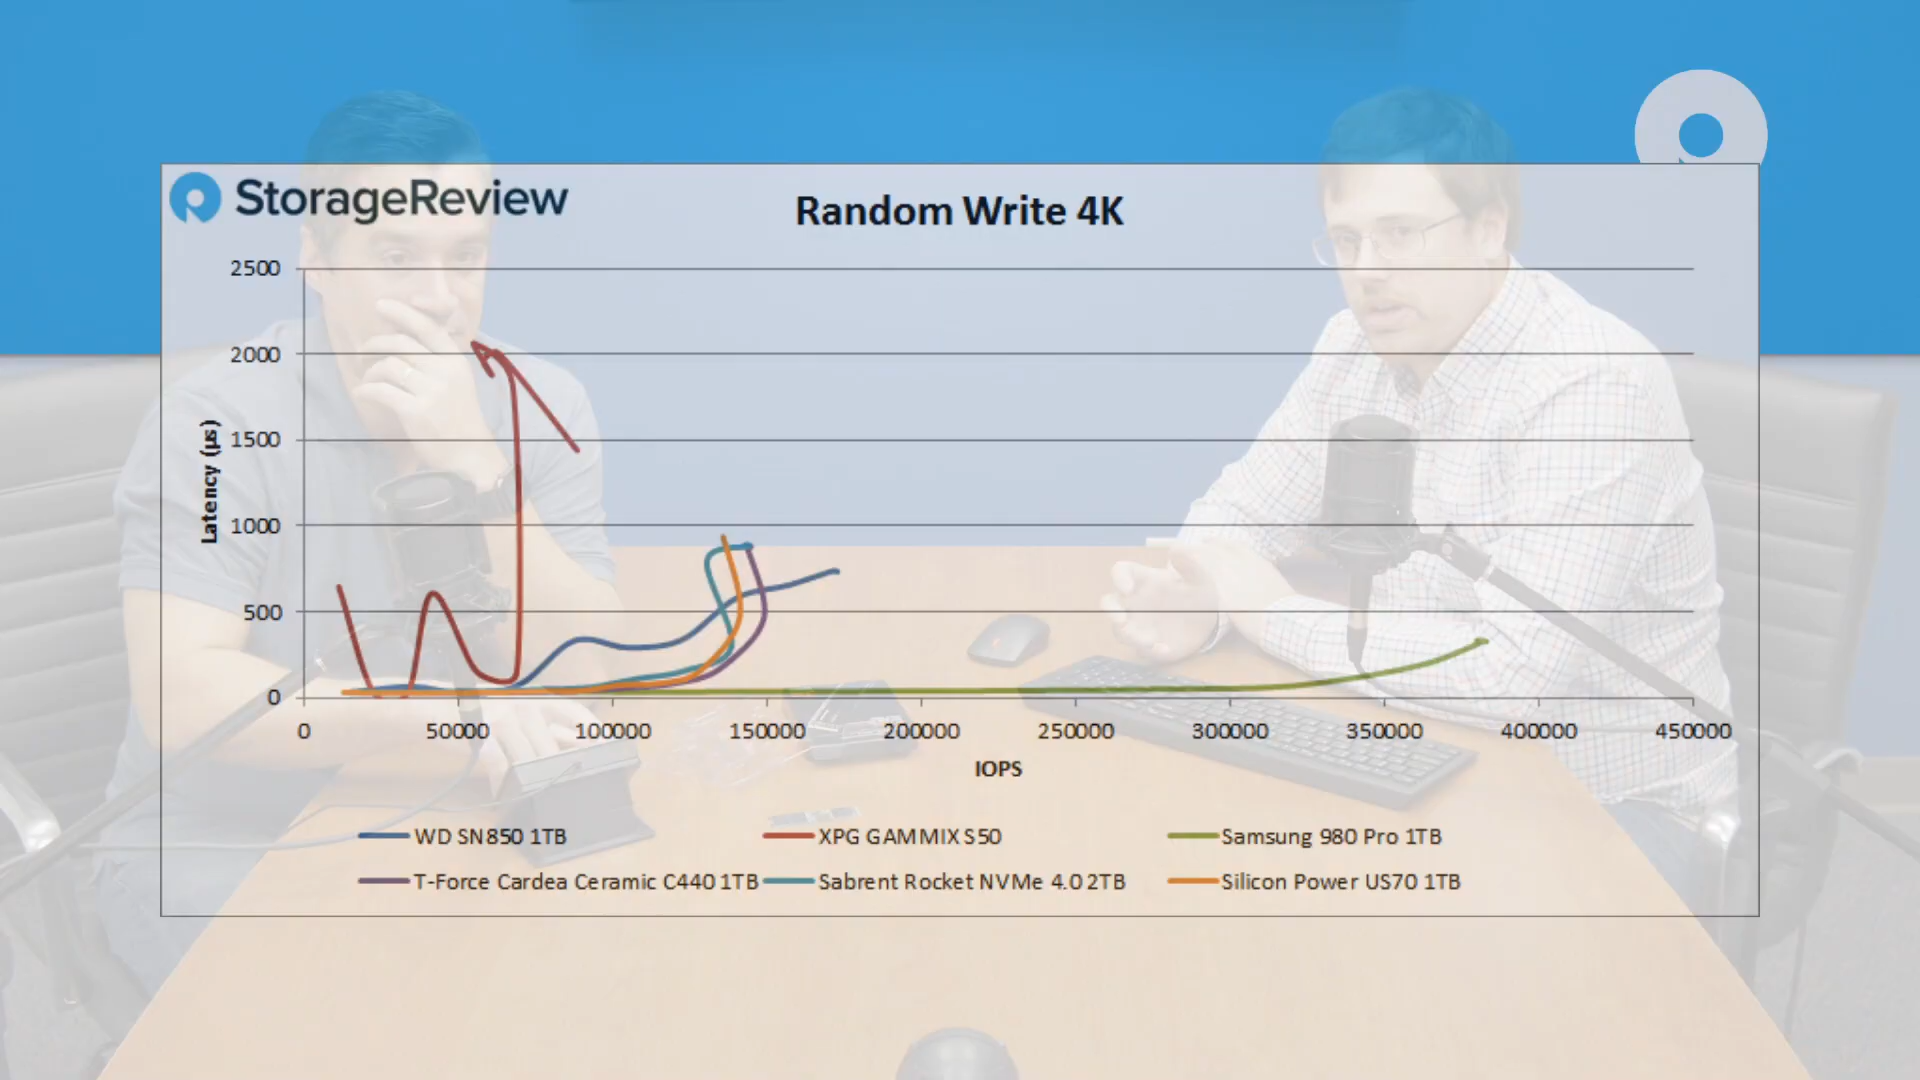 StorageReview
Random Write 4K
2500
2000
1500
1000
500
0
Latency (µs)
0 50000 100000 150000 200000 250000 300000 350000 400000 450000
IOPS
WD SN850 1TB XPG GAMMIX S50 Samsung 980 Pro 1TB
T-Force Cardea Ceramic C440 1TB Sabrent Rocket NVMe 4.0 2TB Silicon Power US70 1TB